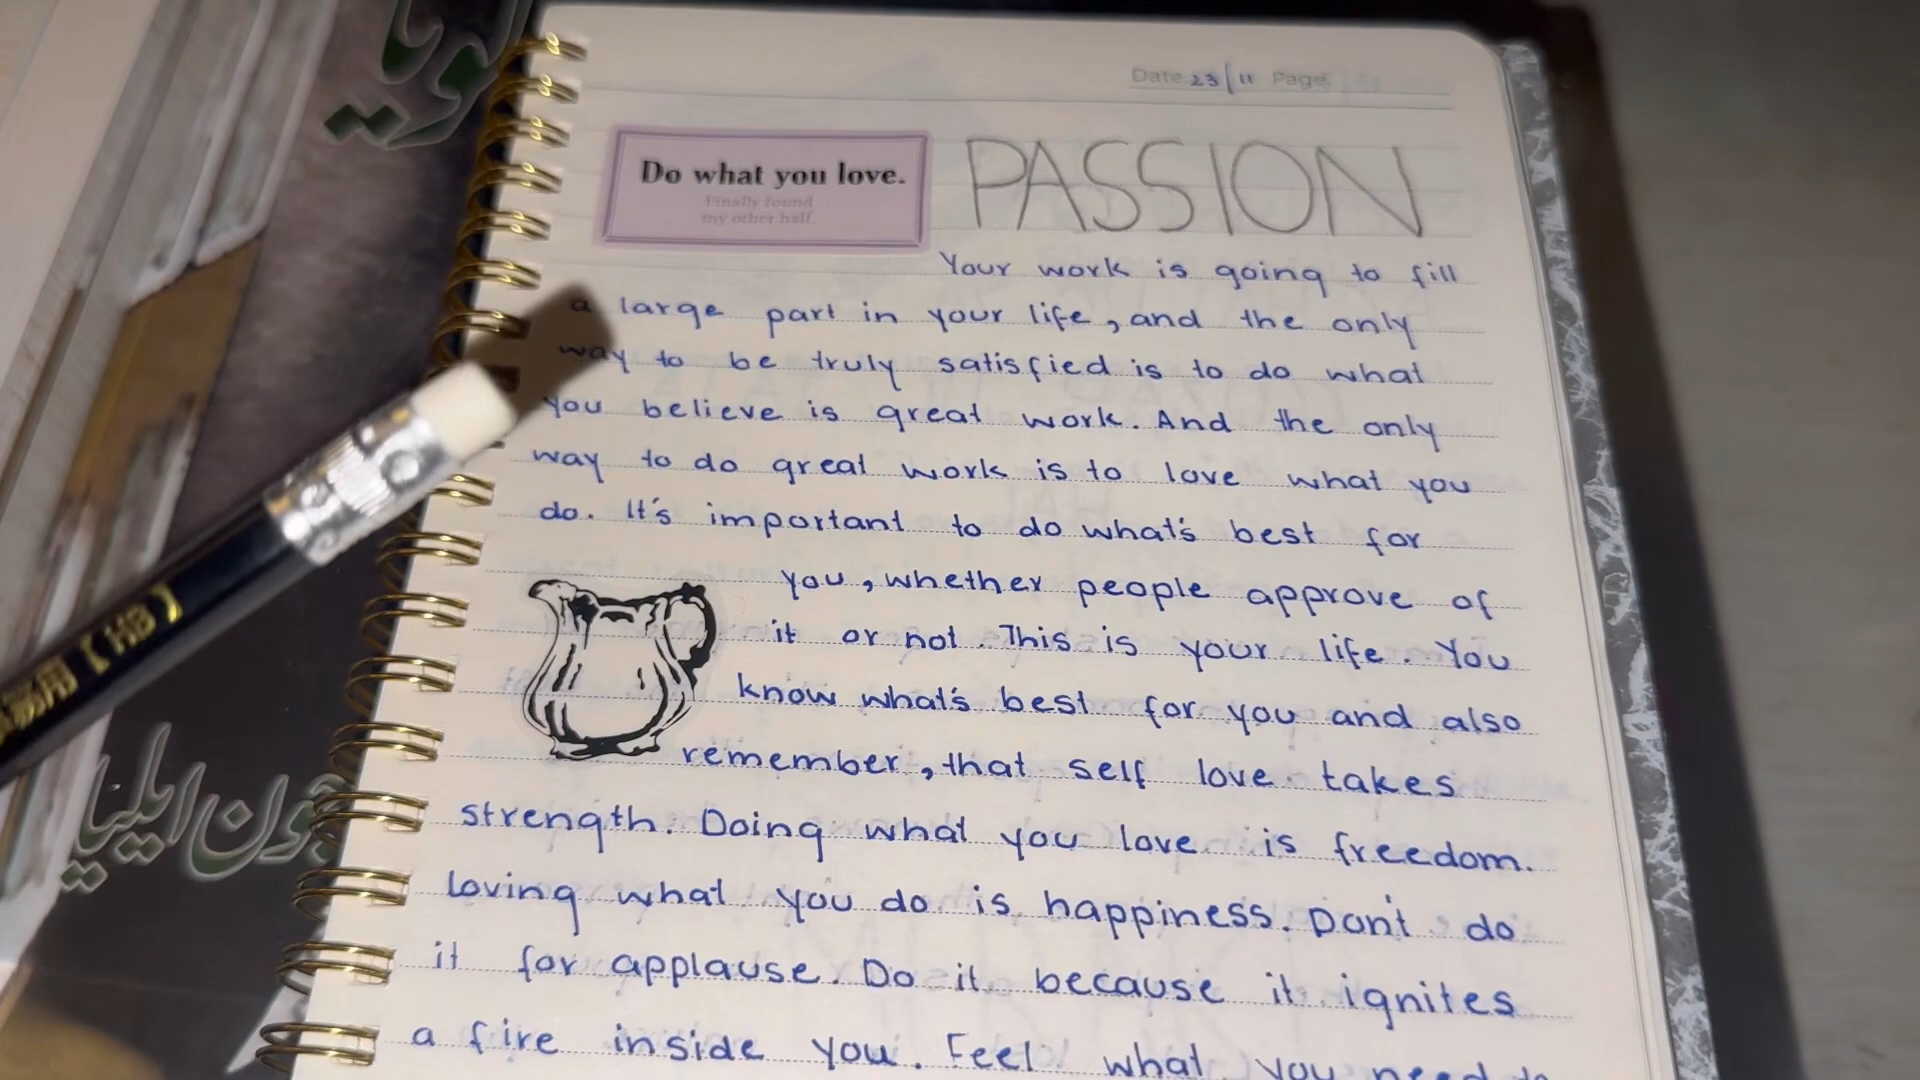 گویا
Date 23/11 Page
Do what you love.
Finally found
my other half.
PASSION
Your work is going to fill
a large part in your life, and the only
way to be truly satisfied is to do what
you believe is great work. And the only
way to do great work is to love what you
do. It's important to do what's best for
you, whether people approve of
it or not. This is your life. You
know what's best for you and also
remember, that self love takes
strength. Doing what you love is freedom.
Loving what you do is happiness. Don't do
it for applause. Do it because it ignites
a fire inside you. Feel what you need to
用【HB】
جون ایلیا